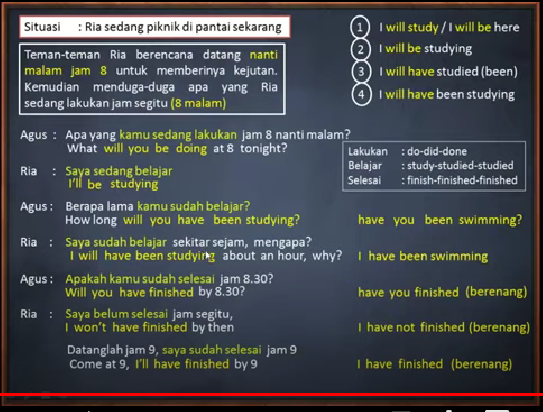 Situasi : Ria sedang piknik di pantai sekarang
Teman-teman Ria berencana datang nanti
malam jam 8 untuk memberinya kejutan.
Kemudian menduga-duga apa yang Ria
sedang lakukan jam segitu (8 malam)
1 I will study / I will be here
2 I will be studying
3 I will have studied (been)
4 I will have been studying
Agus : Apa yang kamu sedang lakukan jam 8 nanti malam?
What will you be doing at 8 tonight?
Lakukan : do-did-done
Belajar : study-studied-studied
Selesai : finish-finished-finished
Ria : Saya sedang belajar
I'll be studying
Agus : Berapa lama kamu sudah belajar?
How long will you have been studying? have you been swimming?
Ria : Saya sudah belajar sekitar sejam, mengapa?
I will have been studying about an hour, why? I have been swimming
Agus : Apakah kamu sudah selesai jam 8.30?
Will you have finished by 8.30? have you finished (berenang)
Ria : Saya belum selesai jam segitu,
I won't have finished by then I have not finished (berenang)
Datanglah jam 9, saya sudah selesai jam 9
Come at 9, I'll have finished by 9 I have finished (berenang)